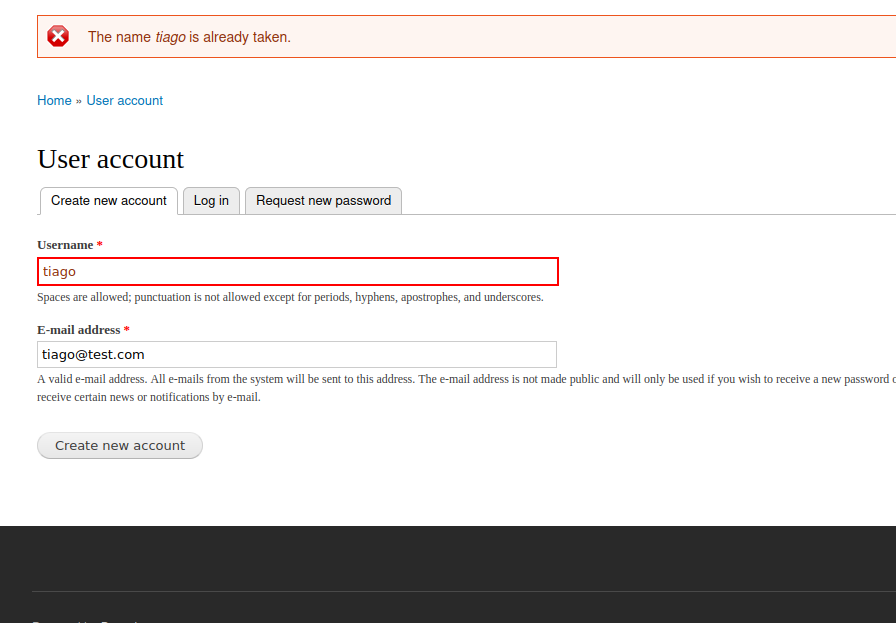 The name tiago is already taken.
Home » User account
User account
Create new account
Log in
Request new password
Username *
tiago
Spaces are allowed; punctuation is not allowed except for periods, hyphens, apostrophes, and underscores.
E-mail address *
tiago@test.com
A valid e-mail address. All e-mails from the system will be sent to this address. The e-mail address is not made public and will only be used if you wish to receive a new password
receive certain news or notifications by e-mail.
Create new account